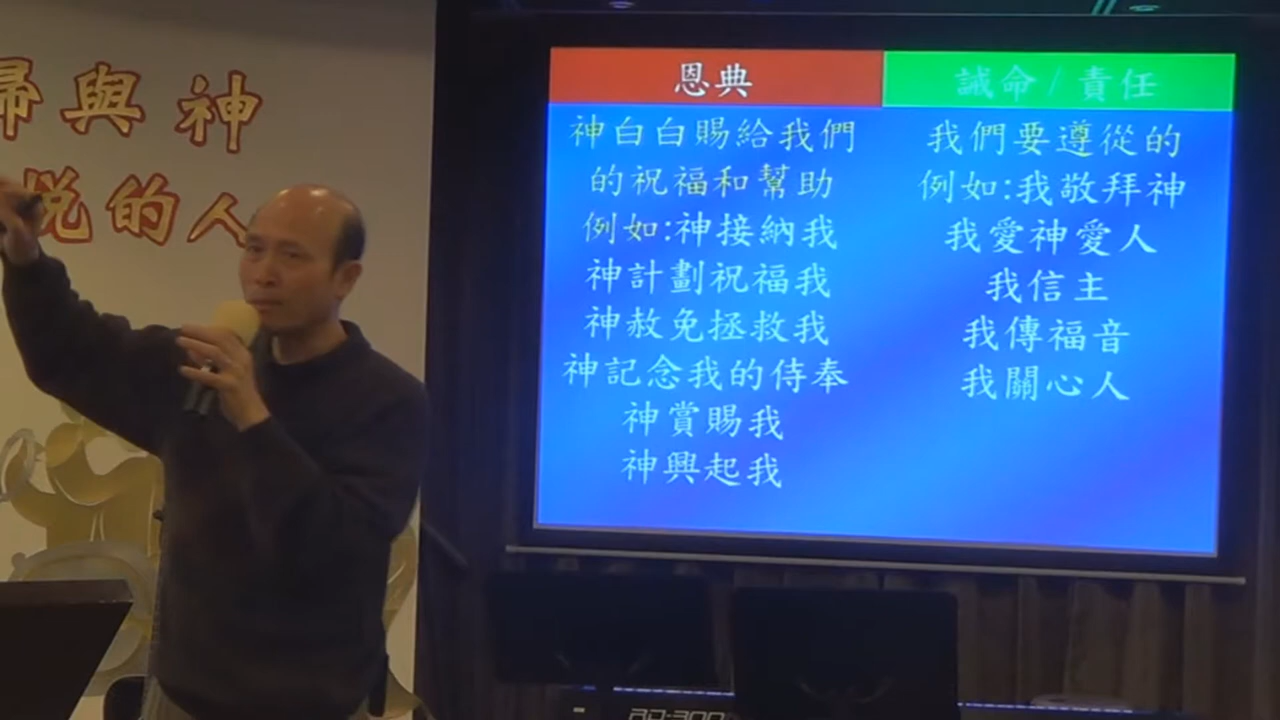 歸與神
悅的人
恩典
神白白賜給我們
的祝福和幫助
例如:神接納我
神計劃祝福我
神赦免拯救我
神記念我的侍奉
神賞賜我
神興起我
誡命/責任
我們要遵從的
例如:我敬拜神
我愛神愛人
我信主
我傳福音
我關心人